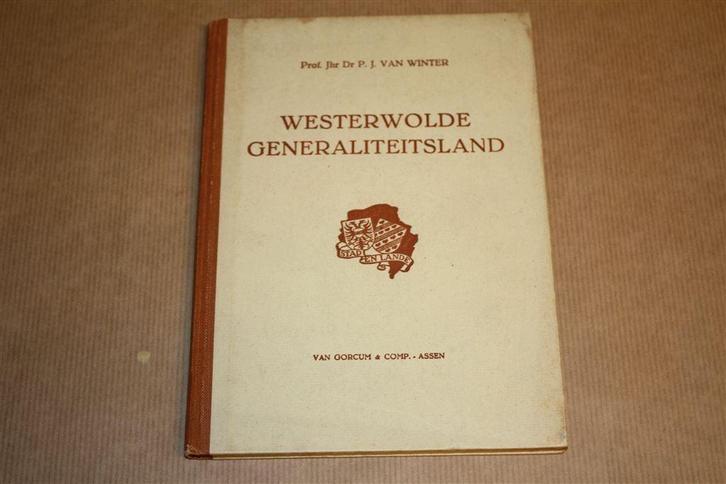 Prof. Jhr Dr P. J. VAN WINTER
WESTERWOLDE
GENERALITEITSLAND
STAD EN LANDE
VAN GORCUM & COMP. - ASSEN